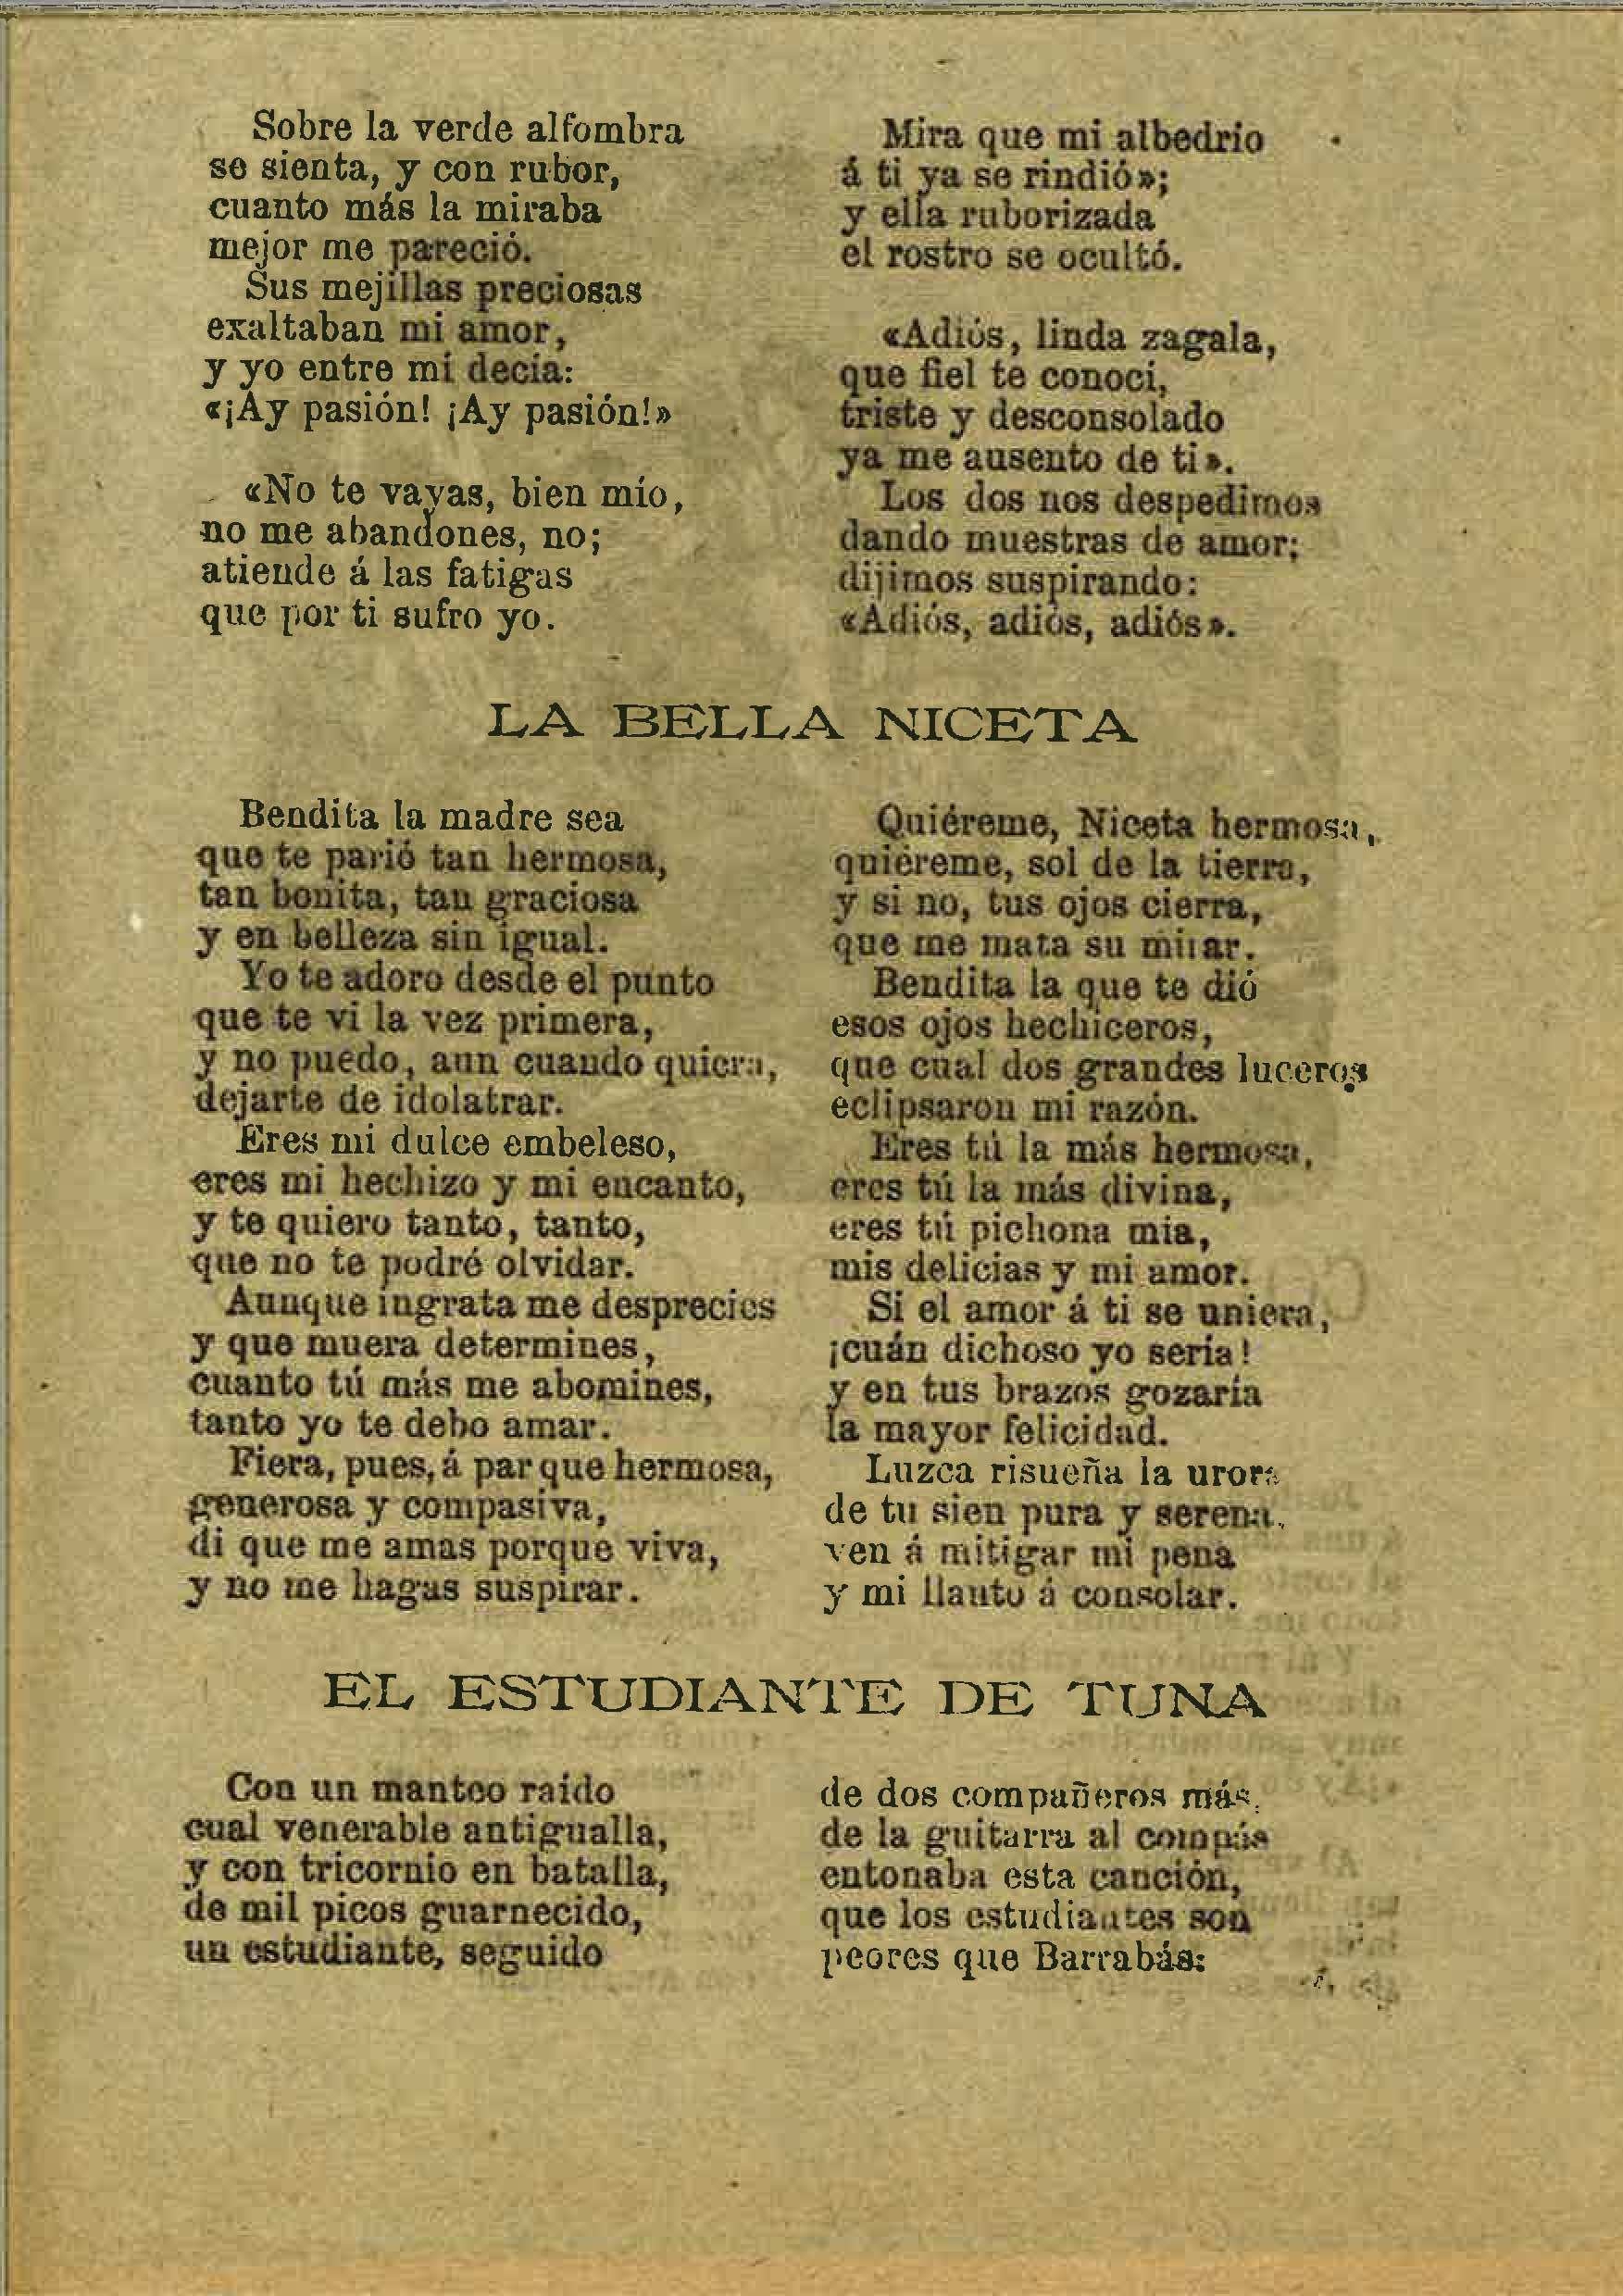 Sobre la verde alfombra
se sienta, y con rubor,
cuanto más la miraba
mejor me pareció.
Sus mejillas preciosas
exaltaban mi amor,
y yo entre mí decía:
«¡Ay pasión! ¡Ay pasión!»
«No te vayas, bien mío,
no me abandones, no;
atiende á las fatigas
que por ti sufro yo.
Mira que mi albedrío
á ti ya se rindió»;
y ella ruborizada
el rostro se ocultó.
«Adiós, linda zagala,
que fiel te conocí,
triste y desconsolado
ya me ausento de ti».
Los dos nos despedimos
dando muestras de amor;
dijimos suspirando:
«Adiós, adiós, adiós».
LA BELLA NICETA
Bendita la madre sea
que te parió tan hermosa,
tan bonita, tan graciosa
y en belleza sin igual.
Yo te adoro desde el punto
que te vi la vez primera,
y no puedo, aun cuando quiera,
dejarte de idolatrar.
Eres mi dulce embeleso,
eres mi hechizo y mi encanto,
y te quiero tanto, tanto,
que no te podré olvidar.
Aunque ingrata me desprecies
y que muera determines,
cuanto tú más me abomines,
tanto yo te debo amar.
Fiera, pues, á par que hermosa,
generosa y compasiva,
di que me amas porque viva,
y no me hagas suspirar.
Quiéreme, Niceta hermosa,
quiéreme, sol de la tierra,
y si no, tus ojos cierra,
que me mata su mirar.
Bendita la que te dió
esos ojos hechiceros,
que cual dos grandes luceros
eclipsaron mi razón.
Eres tú la más hermosa,
eres tú la más divina,
eres tú pichona mia,
mis delicias y mi amor.
Si el amor á ti se uniera,
¡cuán dichoso yo sería!
y en tus brazos gozaría
la mayor felicidad.
Luzca risueña la urora
de tu sien pura y serena,
ven á mitigar mi pena
y mi llanto á consolar.
EL ESTUDIANTE DE TUNA
Con un manteo raído
cual venerable antigualla,
y con tricornio en batalla,
de mil picos guarnecido,
un estudiante, seguido
de dos compañeros más,
de la guitarra al compás
entonaba esta canción,
que los estudiantes son
peores que Barrabás: